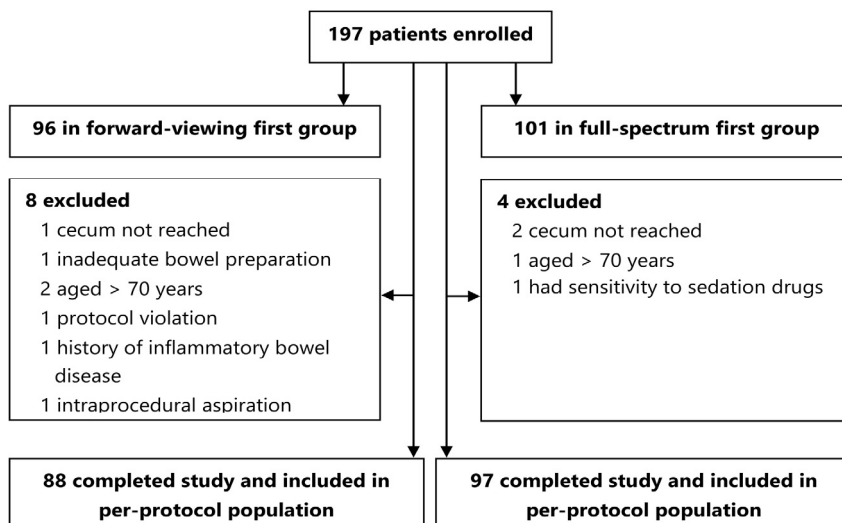 197 patients enrolled
96 in forward-viewing first group
101 in full-spectrum first group
8 excluded
1 cecum not reached
1 inadequate bowel preparation
2 aged > 70 years
1 protocol violation
1 history of inflammatory bowel
disease
1 intraprocedural aspiration
4 excluded
2 cecum not reached
1 aged > 70 years
1 had sensitivity to sedation drugs
88 completed study and included in
per-protocol population
97 completed study and included in
per-protocol population